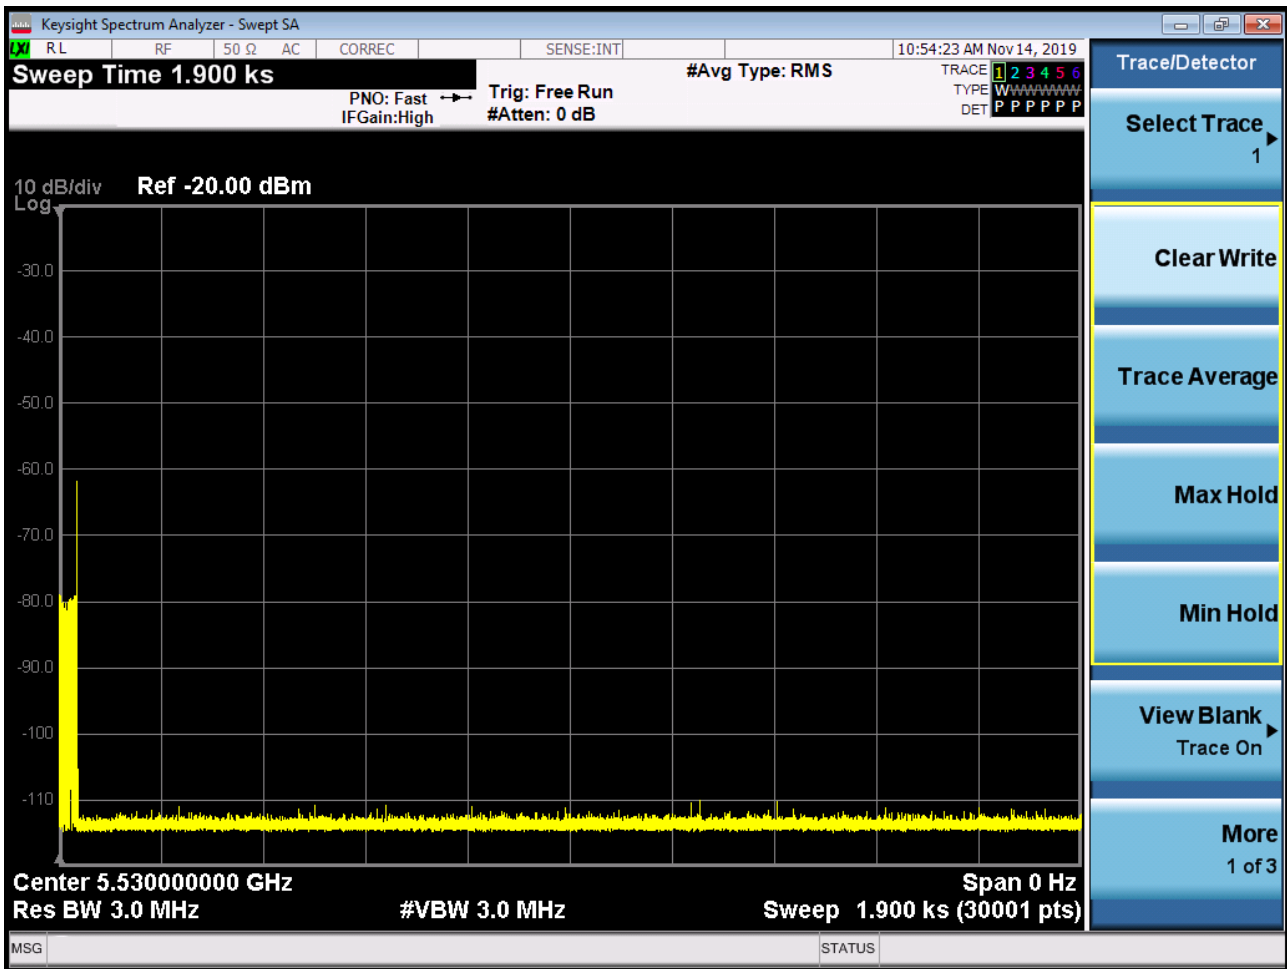 Keysight Spectrum Analyzer - Swept SA
LXI RL RF 50 Ω AC CORREC SENSE:INT 10:54:23 AM Nov 14, 2019
Sweep Time 1.900 ks
PNO: Fast
IFGain:High
Trig: Free Run
#Atten: 0 dB
#Avg Type: RMS
TRACE 1 2 3 4 5 6
TYPE WWWWWW
DET P P P P P P
10 dB/div Ref -20.00 dBm
Log
-30.0
-40.0
-50.0
-60.0
-70.0
-80.0
-90.0
-100
-110
Center 5.530000000 GHz Span 0 Hz
Res BW 3.0 MHz #VBW 3.0 MHz Sweep 1.900 ks (30001 pts)
MSG STATUS
Trace/Detector
Select Trace
1
Clear Write
Trace Average
Max Hold
Min Hold
View Blank
Trace On
More
1 of 3